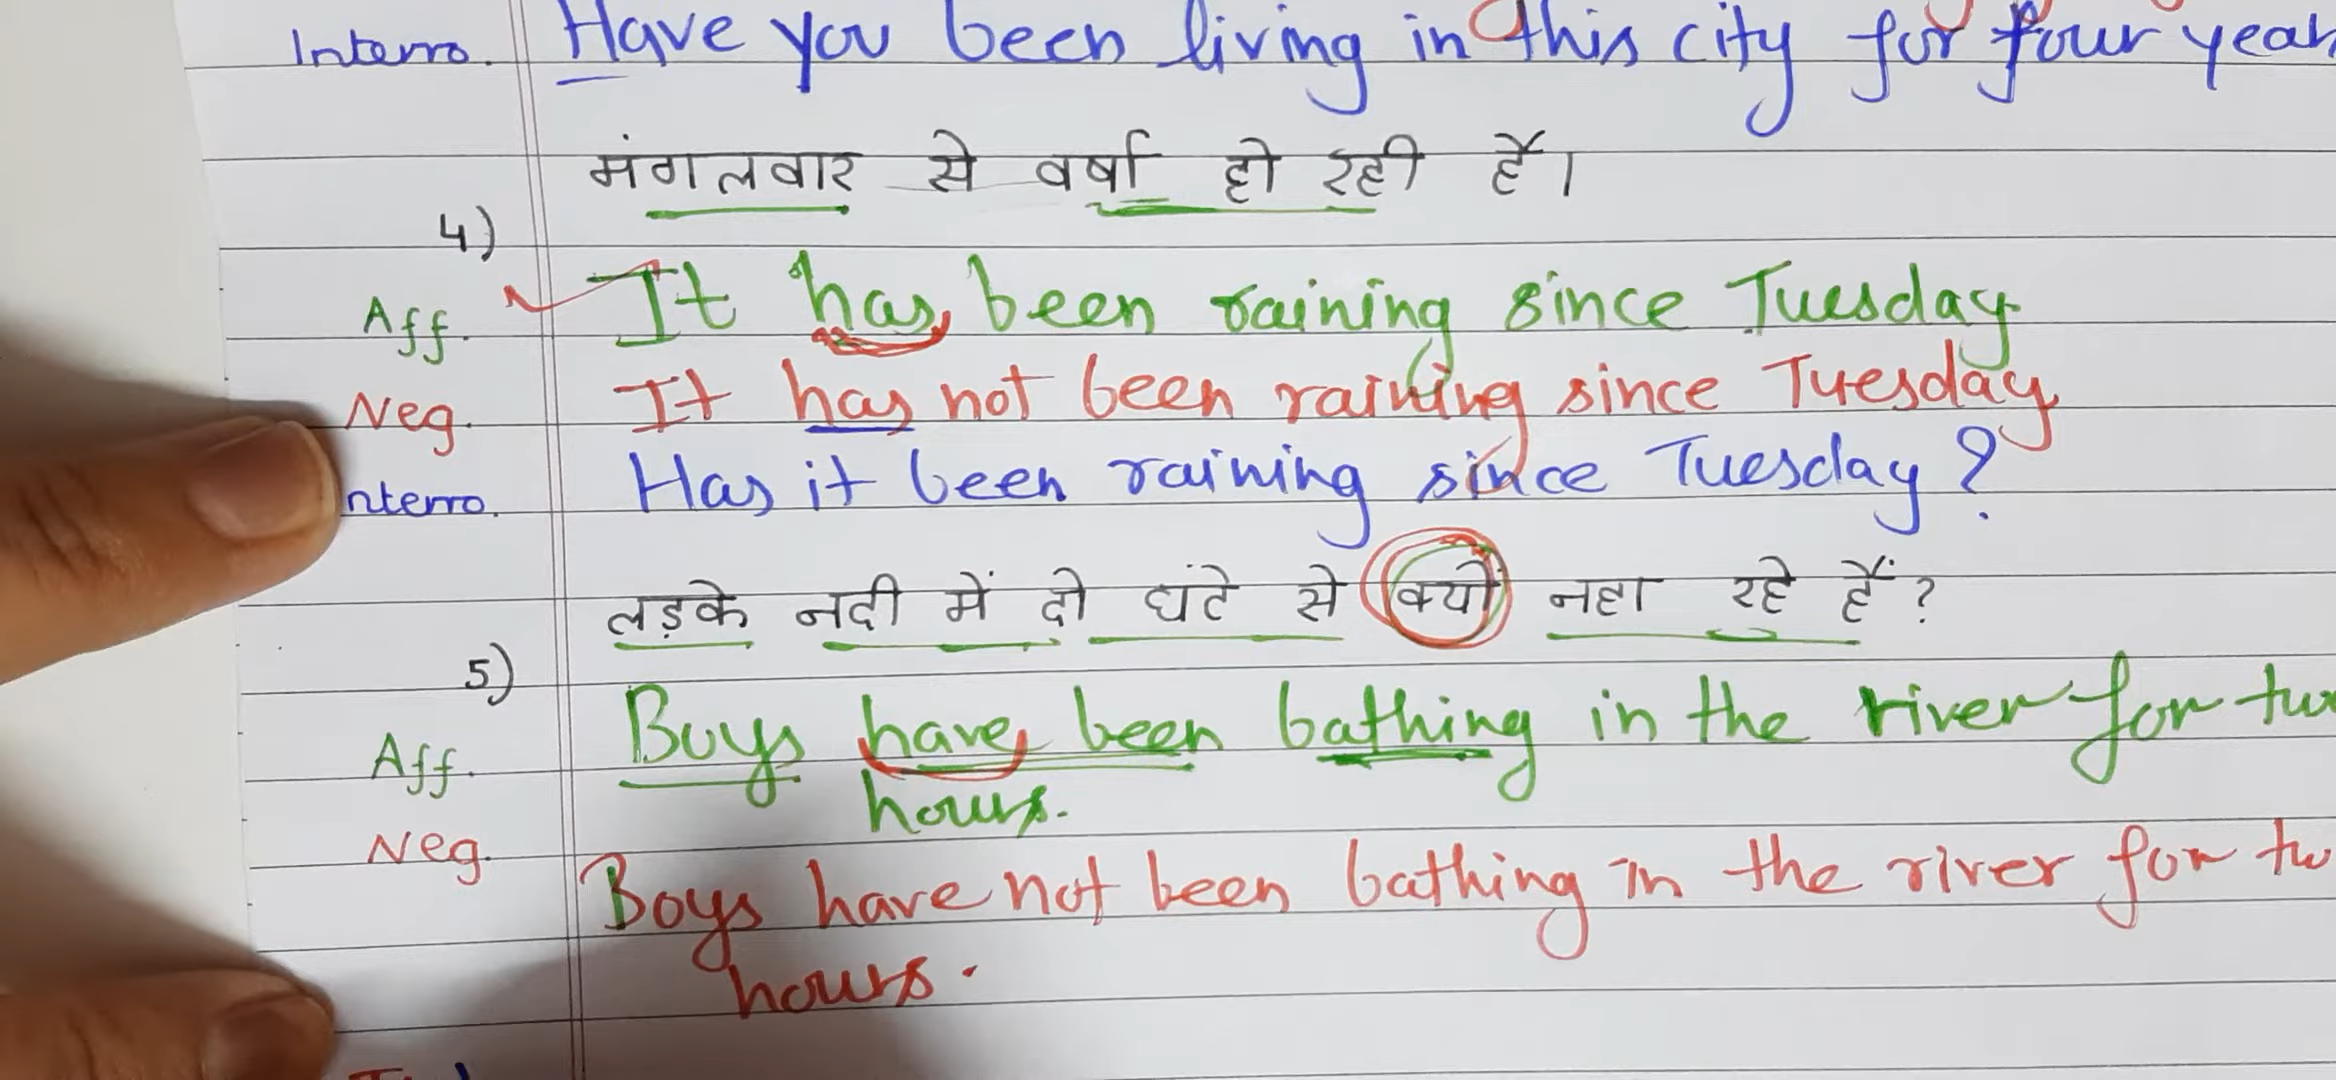 Interro. Have you been living in this city for four year
मंगलवार से वर्षा हो रही हैं।
4)
Aff. It has been raining since Tuesday.
Neg. It has not been raining since Tuesday
nterro. Has it been raining since Tuesday ?
लड़के नदी में दो घंटे से क्यों नहा रहे हैं ?
5)
Aff. Boys have been bathing in the river for tw
hours.
Neg.
Boys have not been bathing in the river for tw
hours.